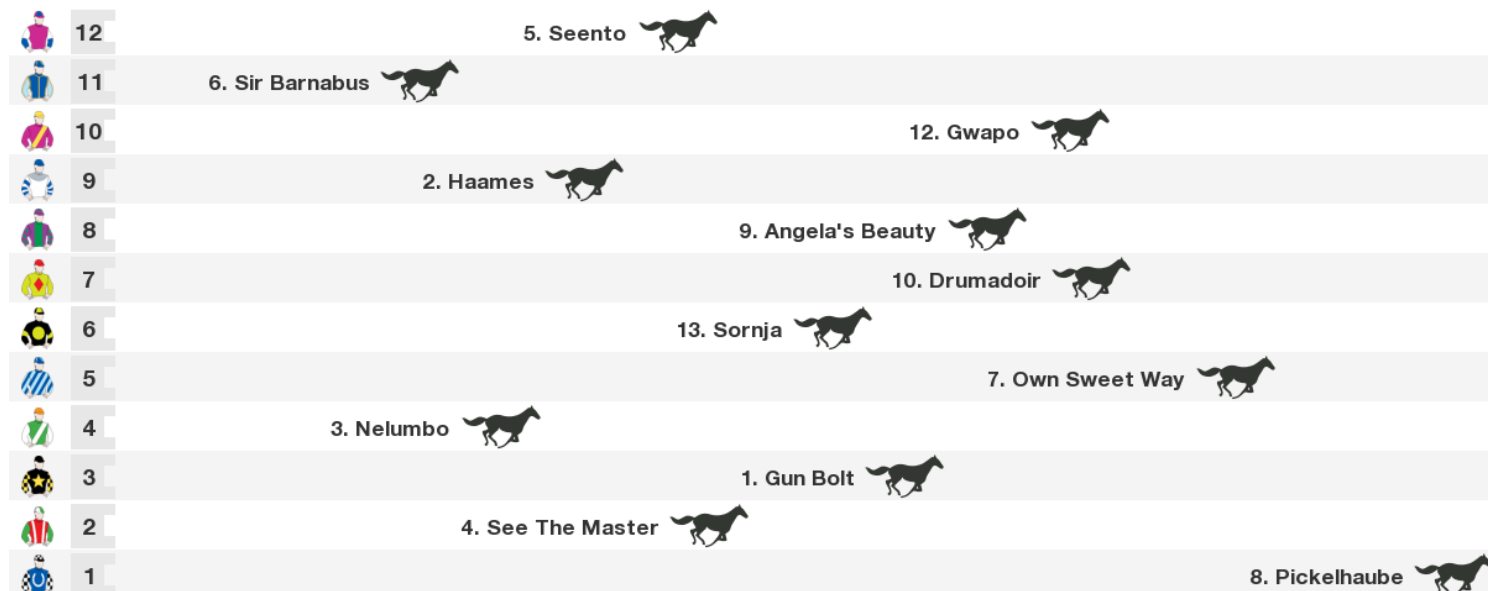 12 5. Seento
11 6. Sir Barnabus
10 12. Gwapo
9 2. Haames
8 9. Angela's Beauty
7 10. Drumadoir
6 13. Sornja
5 7. Own Sweet Way
4 3. Nelumbo
3 1. Gun Bolt
2 4. See The Master
1 8. Pickelhaube